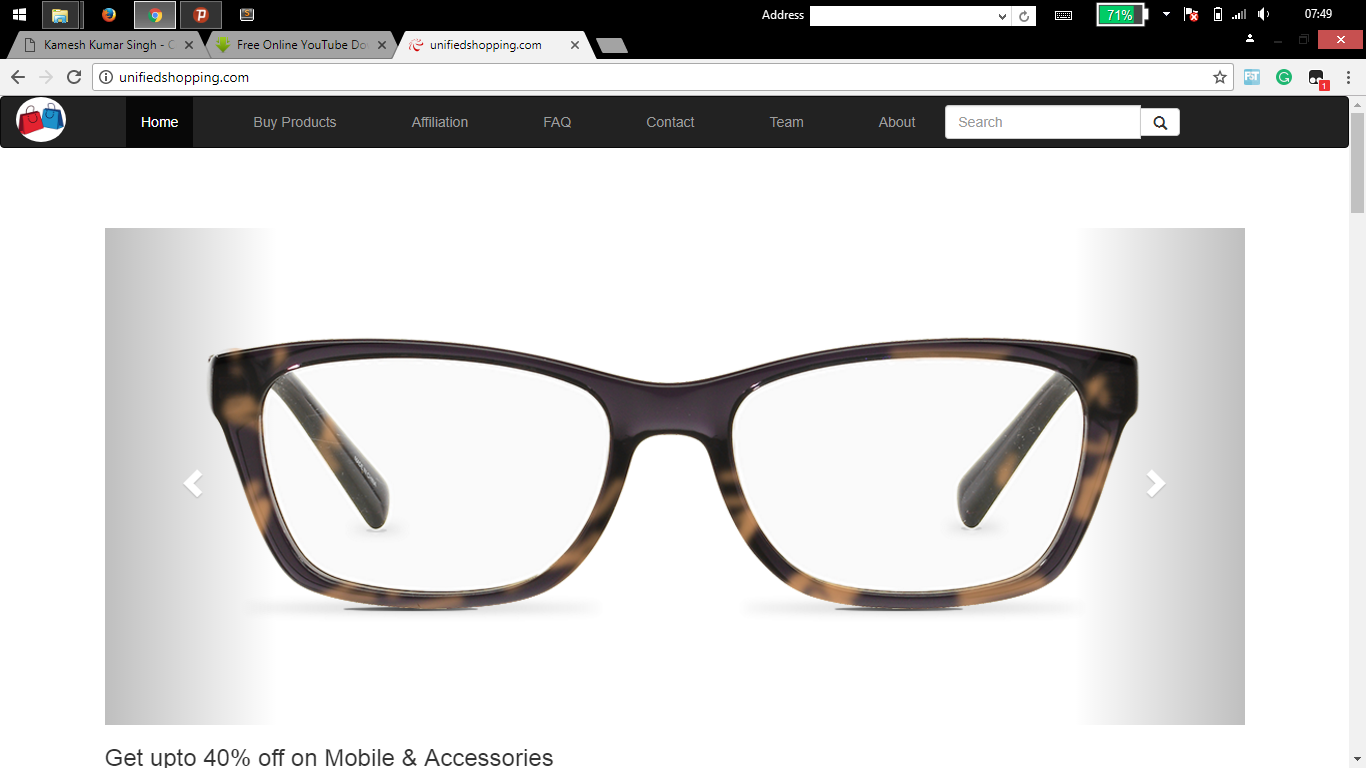 Address
71%
07:49
Kamesh Kumar Singh - C
Free Online YouTube Do
unifiedshopping.com
unifiedshopping.com
1
Home
Buy Products
Affiliation
FAQ
Contact
Team
About
Search
Get upto 40% off on Mobile & Accessories